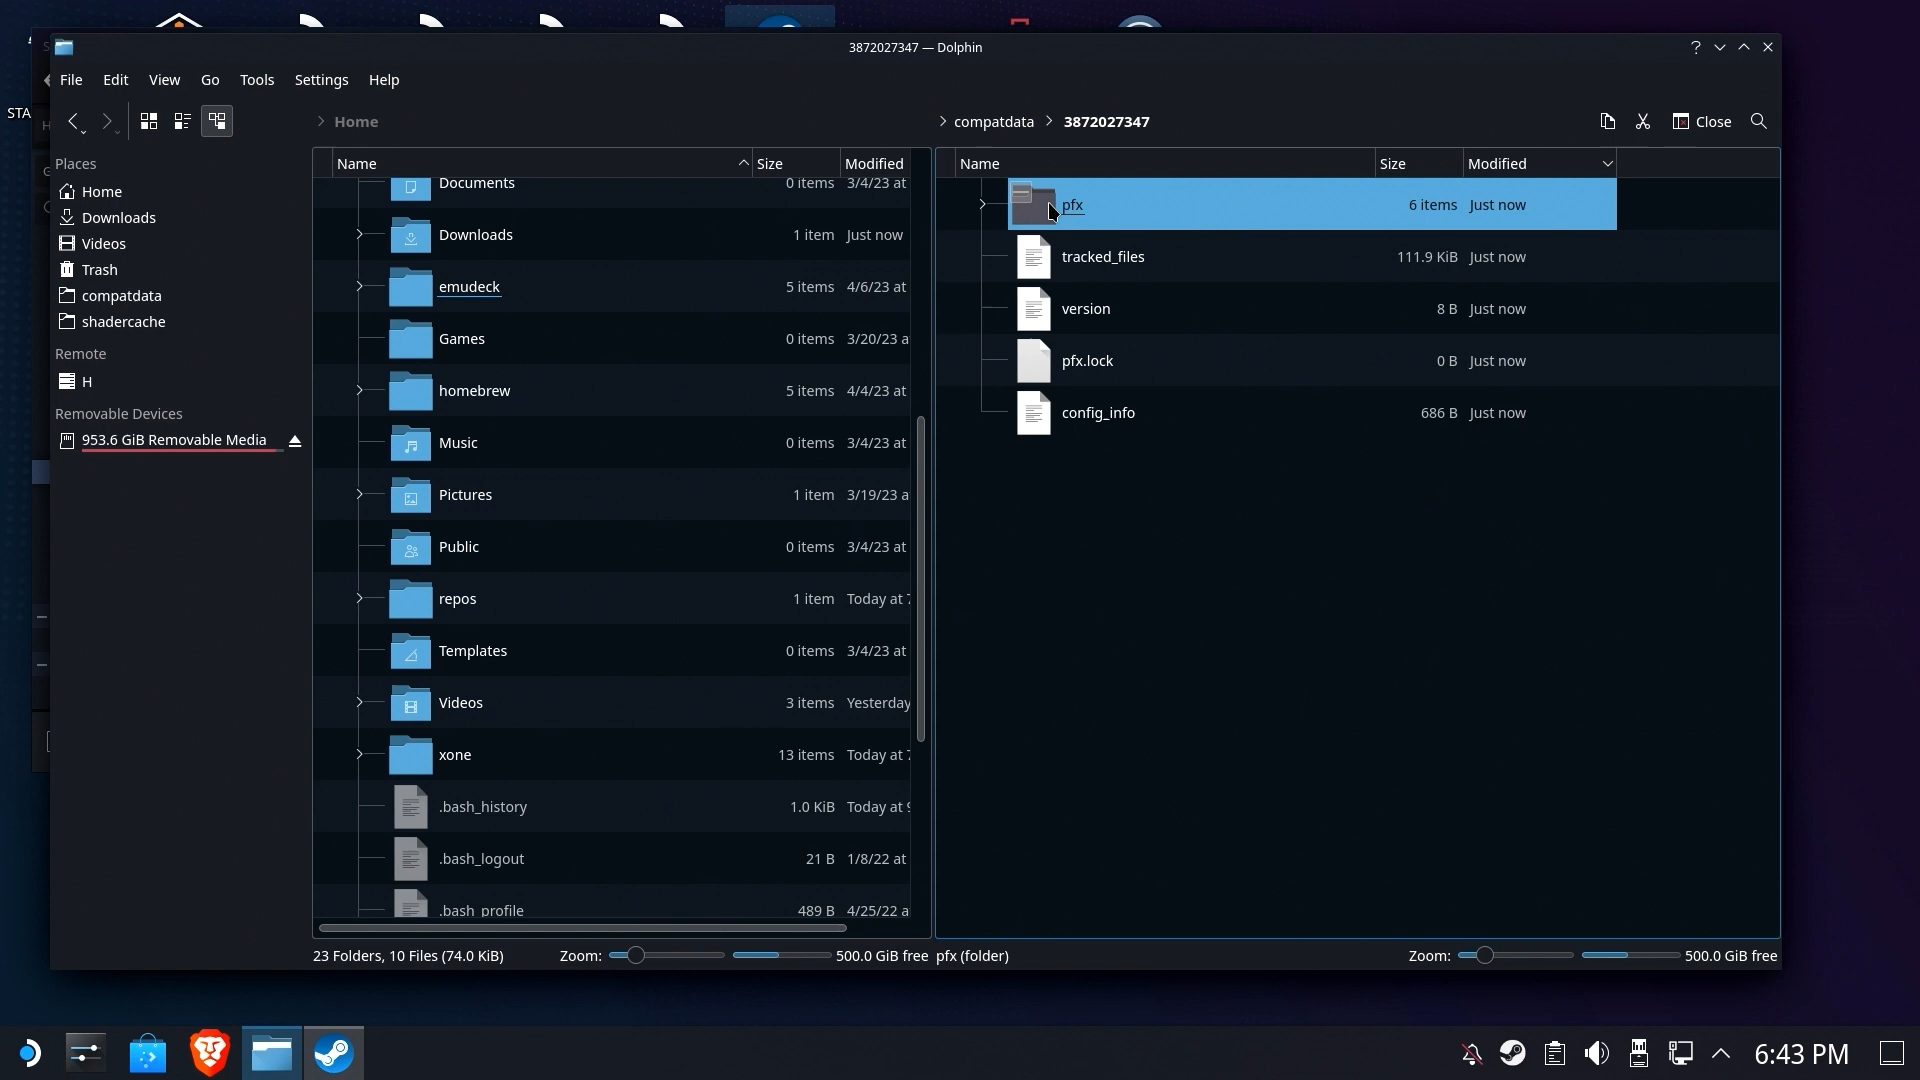 3872027347 — Dolphin
File Edit View Go Tools Settings Help
STA
Home
compatdata 3872027347
Close
Places
Home
Downloads
Videos
Trash
compatdata
shadercache
Remote
H
Removable Devices
953.6 GiB Removable Media
Name Size Modified
Documents 0 items 3/4/23 at
Downloads 1 item Just now
emudeck 5 items 4/6/23 at
Games 0 items 3/20/23 a
homebrew 5 items 4/4/23 at
Music 0 items 3/4/23 at
Pictures 1 item 3/19/23 a
Public 0 items 3/4/23 at
repos 1 item Today at 7
Templates 0 items 3/4/23 at
Videos 3 items Yesterday
xone 13 items Today at 7
.bash_history 1.0 KiB Today at 9
.bash_logout 21 B 1/8/22 at
.bash_profile 489 B 4/25/22 a
23 Folders, 10 Files (74.0 KiB) Zoom: 500.0 GiB free
Name Size Modified
pfx 6 items Just now
tracked_files 111.9 KiB Just now
version 8 B Just now
pfx.lock 0 B Just now
config_info 686 B Just now
pfx (folder) Zoom: 500.0 GiB free
6:43 PM